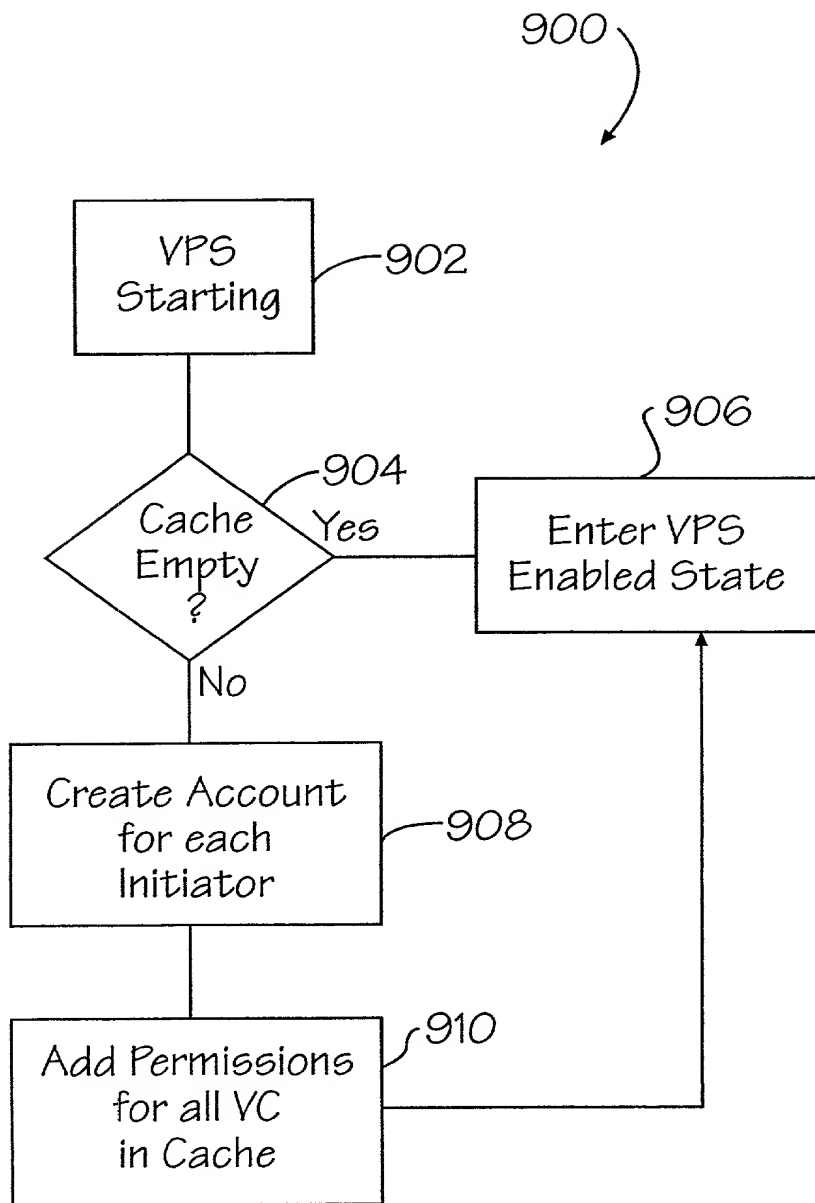 900
VPS
Starting
902
Cache
Empty
?
904
Yes
906
Enter VPS
Enabled State
No
Create Account
for each
Initiator
908
Add Permissions
for all VC
in Cache
910